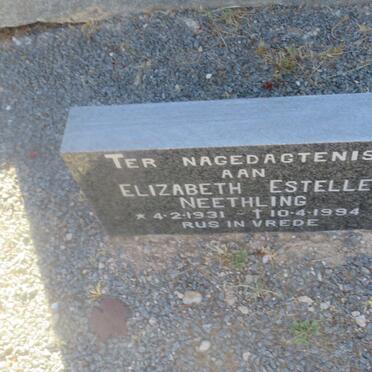 TER NAGEDAGTENIS
AAN
ELIZABETH ESTELLE
NEETHLING
* 4·2·1931 - † 10·4·1994
RUS IN VREDE